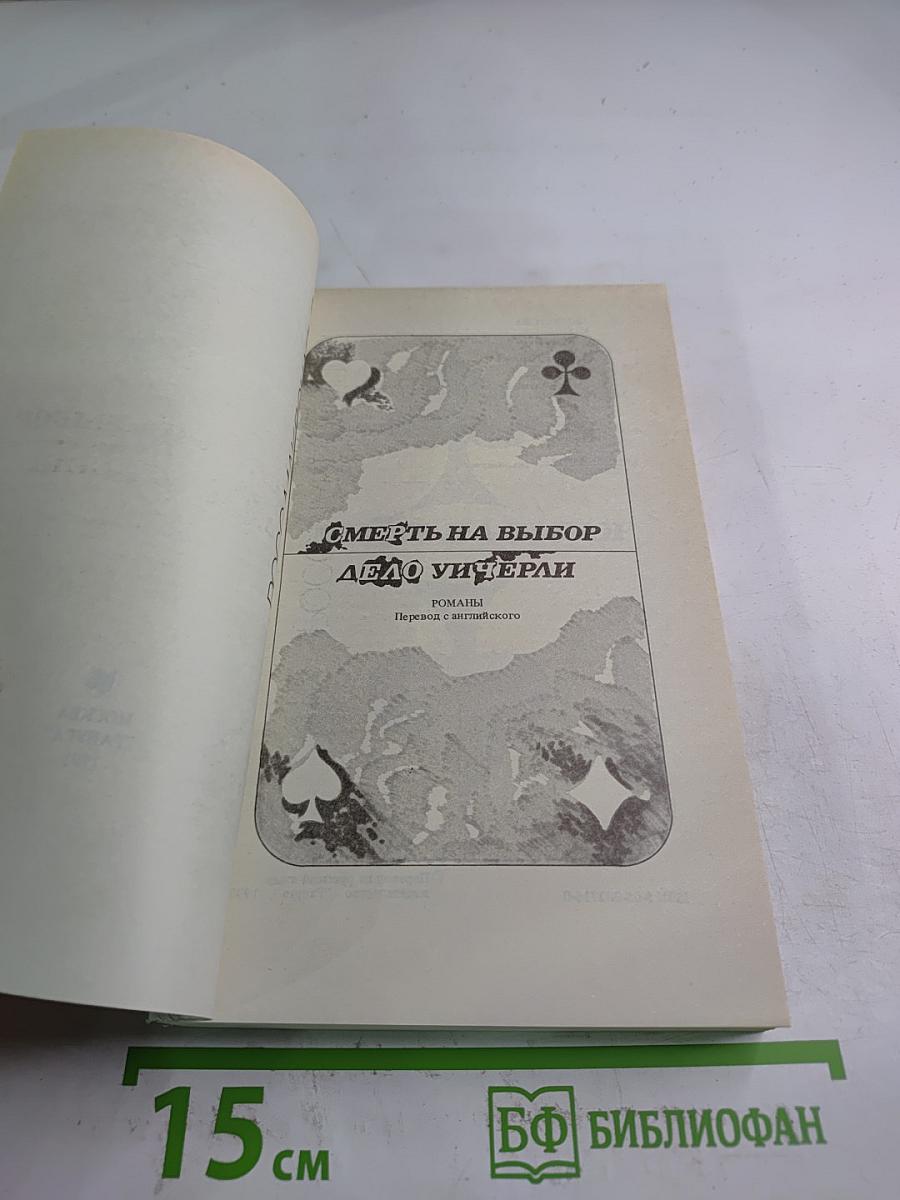 СМЕРТЬ НА ВЫБОР
ДЕЛО УИЧЕРЛИ
РОМАНЫ
Перевод с английского
15 см
БФ БИБЛИОФАН